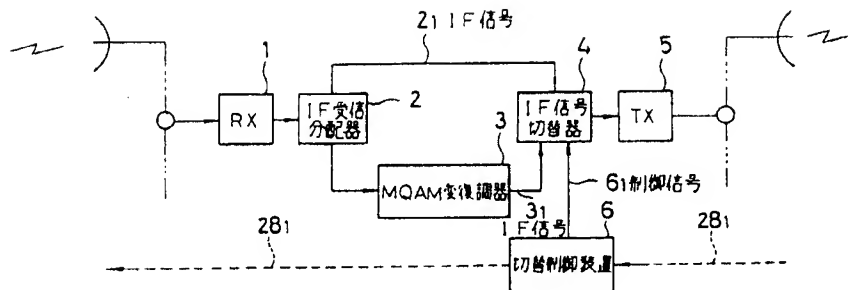 2₁ IF信号
1
RX
IF受信
分配器
2
4
IF信号
切替器
5
TX
3
MQAM変復調器
3₁
IF信号
6₁制御信号
6
切替制御装置
28₁
28₁